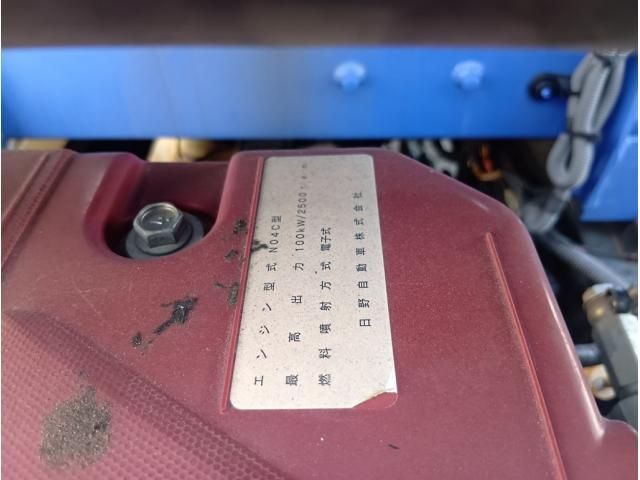 エンジン型式 N04C型
最高出力 100kW/2500r.p.m
燃料噴射方式 電子式
日野自動車株式会社